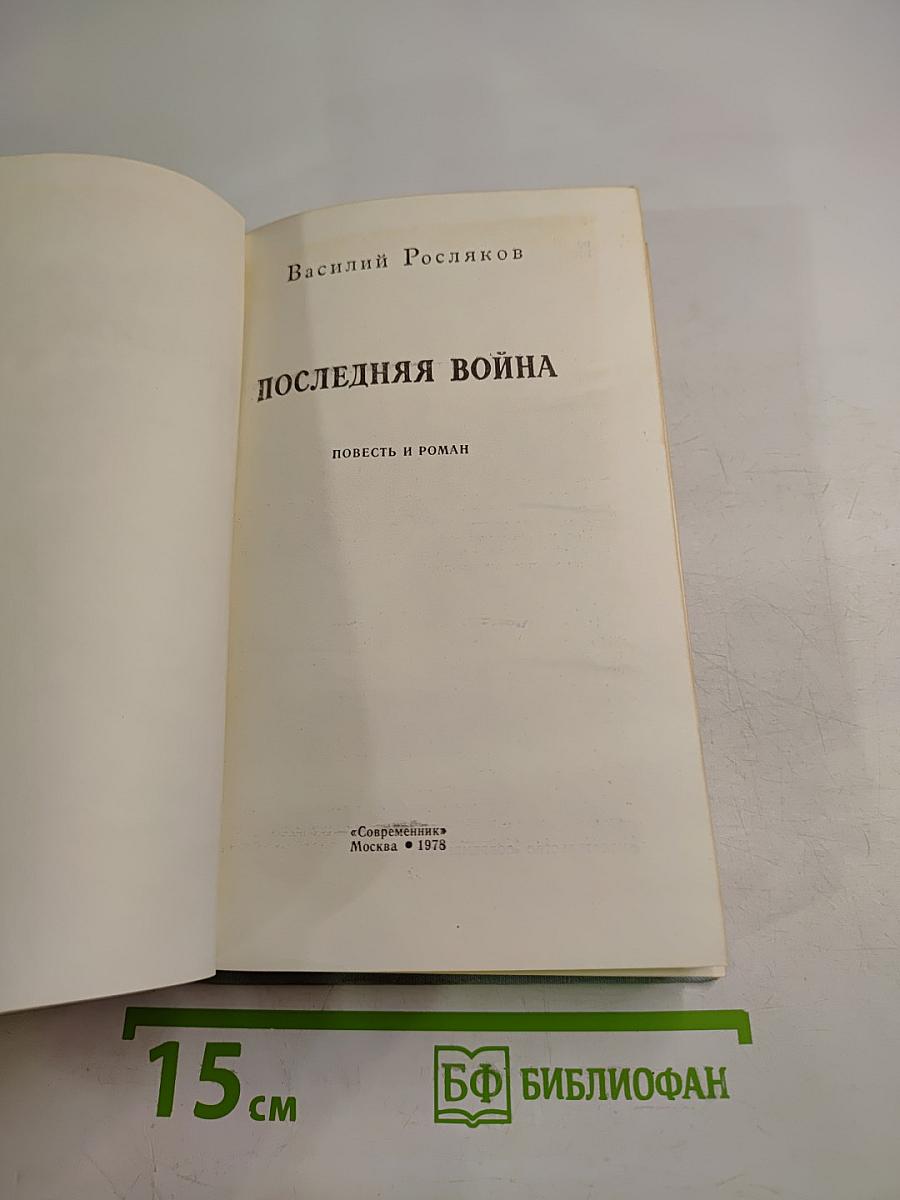 Василий Росляков
ПОСЛЕДНЯЯ ВОЙНА
ПОВЕСТЬ И РОМАН
«Современник»
Москва • 1978
15 см
БФ БИБЛИОФАН